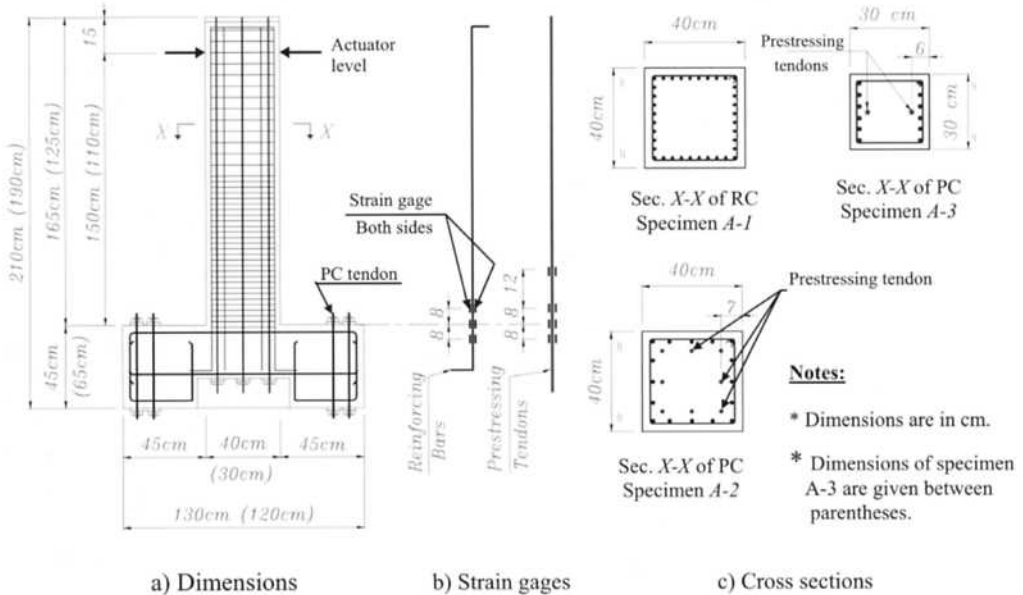 15
Actuator
level
210cm (190cm)
165cm (125cm)
150cm (110cm)
X
X
PC tendon
45cm
(65cm)
45cm
40cm
45cm
(30cm)
130cm (120cm)
a) Dimensions
Strain gage
Both sides
8
8
12
8
8
Reinforcing
Bars
Prestressing
Tendons
b) Strain gages
40cm
40cm
Sec. X-X of RC
Specimen A-1
30 cm
Prestressing
tendons
6
30 cm
Sec. X-X of PC
Specimen A-3
40cm
Prestressing tendon
7
40cm
Sec. X-X of PC
Specimen A-2
Notes:
* Dimensions are in cm.
* Dimensions of specimen
A-3 are given between
parentheses.
c) Cross sections